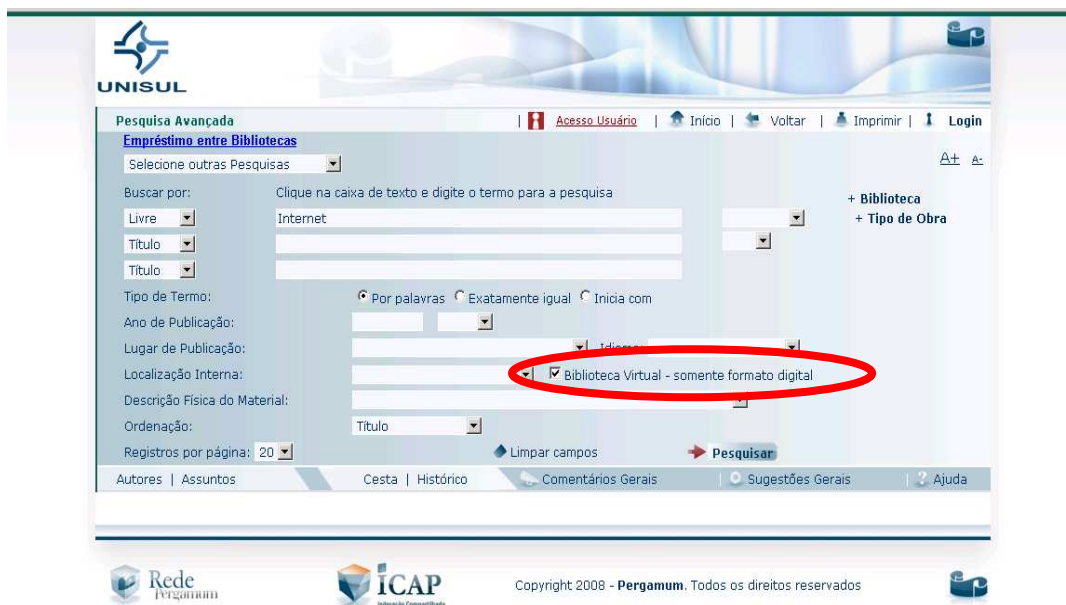 UNISUL
Pesquisa Avançada | Acesso Usuário | Início | Voltar | Imprimir | Login
Empréstimo entre Bibliotecas
Selecione outras Pesquisas
A+ A-
Buscar por: Clique na caixa de texto e digite o termo para a pesquisa
+ Biblioteca
Livre Internet
+ Tipo de Obra
Título
Título
Tipo de Termo: Por palavras Exatamente igual Inicia com
Ano de Publicação:
Lugar de Publicação:
Localização Interna: Biblioteca Virtual - somente formato digital
Descrição Física do Material:
Ordenação: Título
Registros por página: 20 Limpar campos Pesquisar
Autores | Assuntos Cesta | Histórico Comentários Gerais | Sugestões Gerais | Ajuda
Rede Pergamum
ICAP
Indexação Compartilhada
Copyright 2008 - Pergamum. Todos os direitos reservados